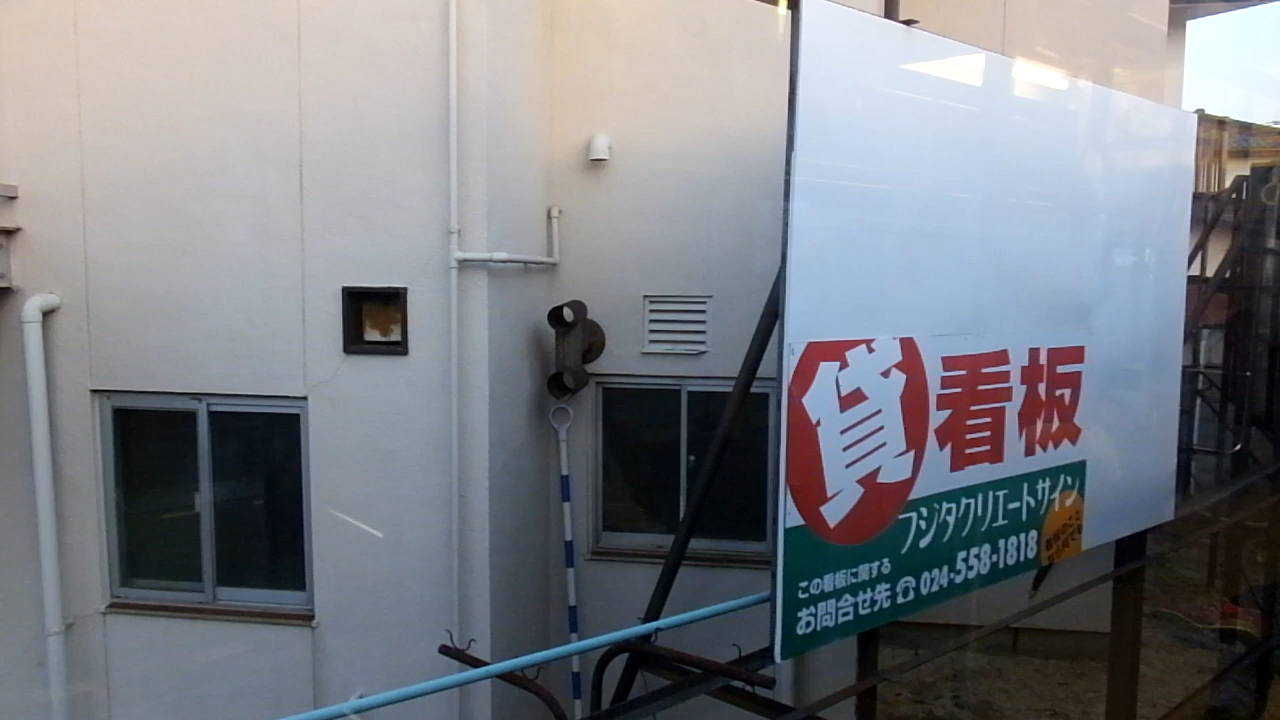 貸看板
フジタクリエートサイン
この看板に関する
お問合せ先 ☎ 024-558-1818